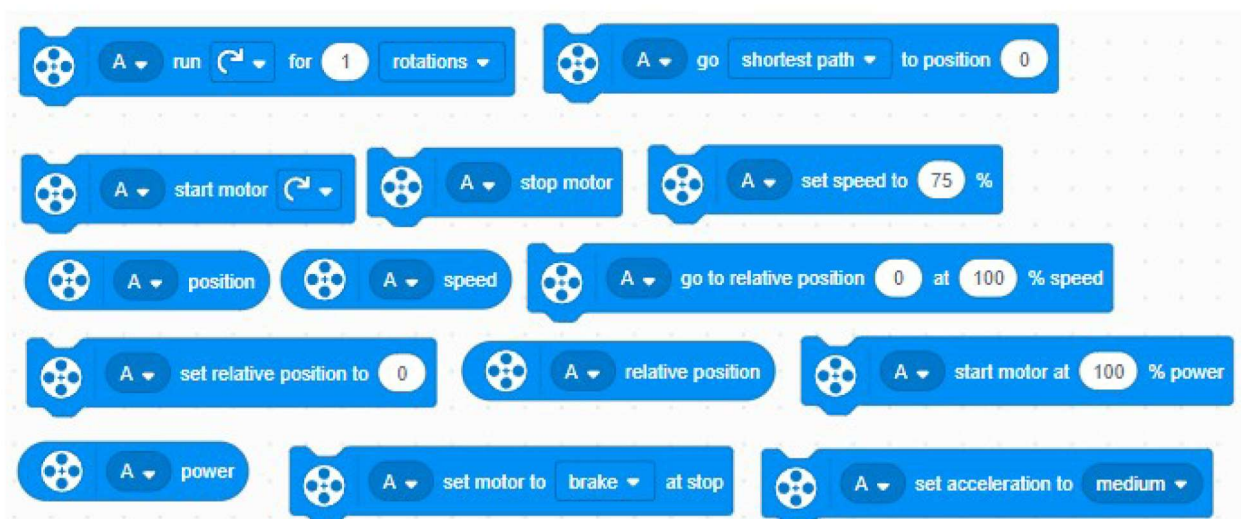 A run for 1 rotations
A go shortest path to position 0
A start motor
A stop motor
A set speed to 75 %
A position
A speed
A go to relative position 0 at 100 % speed
A set relative position to 0
A relative position
A start motor at 100 % power
A power
A set motor to brake at stop
A set acceleration to medium